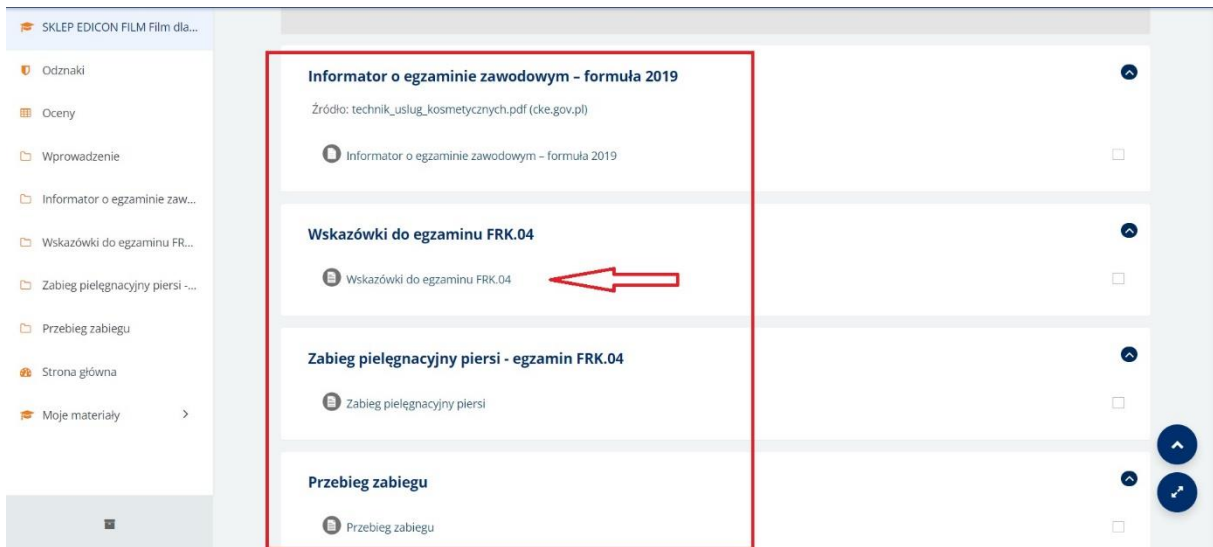 SKLEP EDICON FILM Film dla...
Odznaki
Oceny
Wprowadzenie
Informator o egzaminie zaw...
Wskazówki do egzaminu FR...
Zabieg pielęgnacyjny piersi -...
Przebieg zabiegu
Strona główna
Moje materiały
Informator o egzaminie zawodowym – formuła 2019
Źródło: technik_uslug_kosmetycznych.pdf (cke.gov.pl)
Informator o egzaminie zawodowym – formuła 2019
Wskazówki do egzaminu FRK.04
Wskazówki do egzaminu FRK.04
Zabieg pielęgnacyjny piersi - egzamin FRK.04
Zabieg pielęgnacyjny piersi
Przebieg zabiegu
Przebieg zabiegu